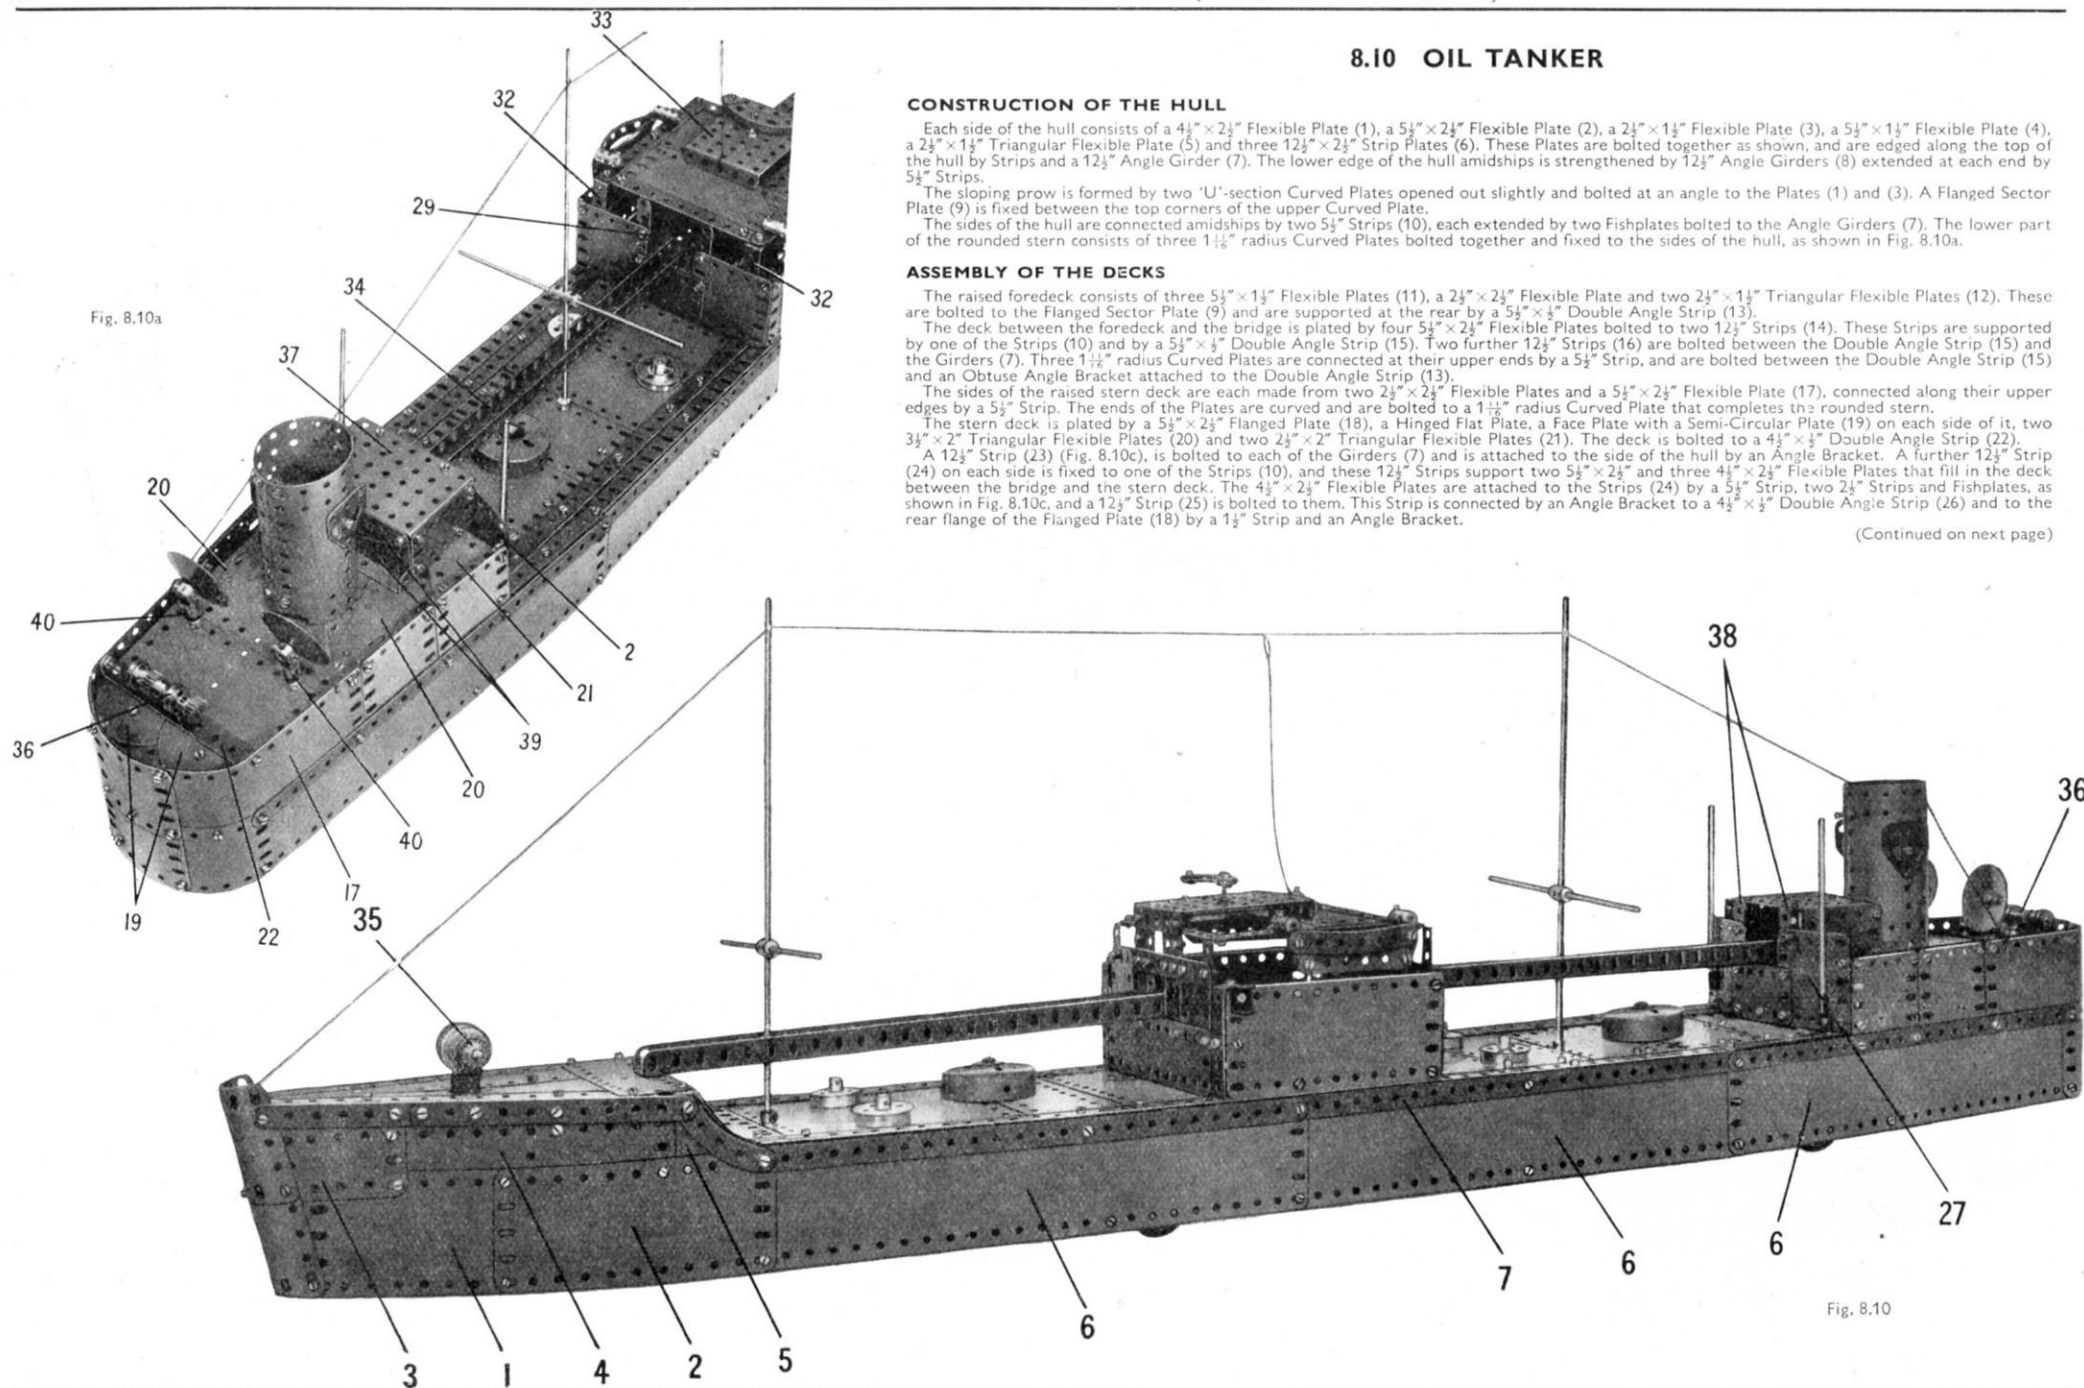 8.10 OIL TANKER
CONSTRUCTION OF THE HULL
Each side of the hull consists of a 4½″×2½″ Flexible Plate (1), a 5½″×2½″ Flexible Plate (2), a 2½″×1½″ Flexible Plate (3), a 5½″×1½″ Flexible Plate (4),
a 2½″×1½″ Triangular Flexible Plate (5) and three 12½″×2½″ Strip Plates (6). These Plates are bolted together as shown, and are edged along the top of
the hull by Strips and a 12½″ Angle Girder (7). The lower edge of the hull amidships is strengthened by 12½″ Angle Girders (8) extended at each end by
5½″ Strips.
The sloping prow is formed by two 'U'-section Curved Plates opened out slightly and bolted at an angle to the Plates (1) and (3). A Flanged Sector
Plate (9) is fixed between the top corners of the upper Curved Plate.
The sides of the hull are connected amidships by two 5½″ Strips (10), each extended by two Fishplates bolted to the Angle Girders (7). The lower part
of the rounded stern consists of three 1 11/16″ radius Curved Plates bolted together and fixed to the sides of the hull, as shown in Fig. 8.10a.
ASSEMBLY OF THE DECKS
The raised foredeck consists of three 5½″×1½″ Flexible Plates (11), a 2½″×2½″ Flexible Plate and two 2½″×1½″ Triangular Flexible Plates (12). These
are bolted to the Flanged Sector Plate (9) and are supported at the rear by a 5½″×½″ Double Angle Strip (13).
The deck between the foredeck and the bridge is plated by four 5½″×2½″ Flexible Plates bolted to two 12½″ Strips (14). These Strips are supported
by one of the Strips (10) and by a 5½″×½″ Double Angle Strip (15). Two further 12½″ Strips (16) are bolted between the Double Angle Strip (15) and
the Girders (7). Three 1 11/16″ radius Curved Plates are connected at their upper ends by a 5½″ Strip, and are bolted between the Double Angle Strip (15)
and an Obtuse Angle Bracket attached to the Double Angle Strip (13).
The sides of the raised stern deck are each made from two 2½″×2½″ Flexible Plates and a 5½″×2½″ Flexible Plate (17), connected along their upper
edges by a 5½″ Strip. The ends of the Plates are curved and are bolted to a 1 11/16″ radius Curved Plate that completes the rounded stern.
The stern deck is plated by a 5½″×2½″ Flanged Plate (18), a Hinged Flat Plate, a Face Plate with a Semi-Circular Plate (19) on each side of it, two
3½″×2″ Triangular Flexible Plates (20) and two 2½″×2″ Triangular Flexible Plates (21). The deck is bolted to a 4½″×½″ Double Angle Strip (22).
A 12½″ Strip (23) (Fig. 8.10c), is bolted to each of the Girders (7) and is attached to the side of the hull by an Angle Bracket. A further 12½″ Strip
(24) on each side is fixed to one of the Strips (10), and these 12½″ Strips support two 5½″×2½″ and three 4½″×2½″ Flexible Plates that fill in the deck
between the bridge and the stern deck. The 4½″×2½″ Flexible Plates are attached to the Strips (24) by a 5½″ Strip, two 2½″ Strips and Fishplates, as
shown in Fig. 8.10c, and a 12½″ Strip (25) is bolted to them. This Strip is connected by an Angle Bracket to a 4½″×½″ Double Angle Strip (26) and to the
rear flange of the Flanged Plate (18) by a 1½″ Strip and an Angle Bracket.
(Continued on next page)
Fig. 8.10a
33
32
29
34
32
37
20
40
2
21
39
36
20
40
19
22
17
35
38
36
27
6
6
7
6
5
2
4
1
3
Fig. 8.10